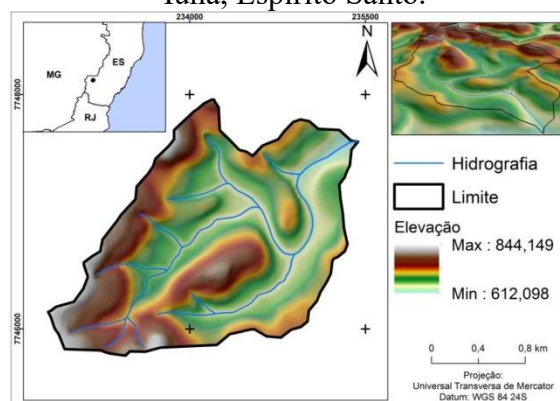 Iúna, Espírito Santo.
234000
235500
MG
ES
RJ
N
7748000
7746000
Hidrografia
Limite
Elevação
Max : 844,149
Min : 612,098
0 0,4 0,8 km
Projeção:
Universal Transversa de Mercator
Datum: WGS 84 24S